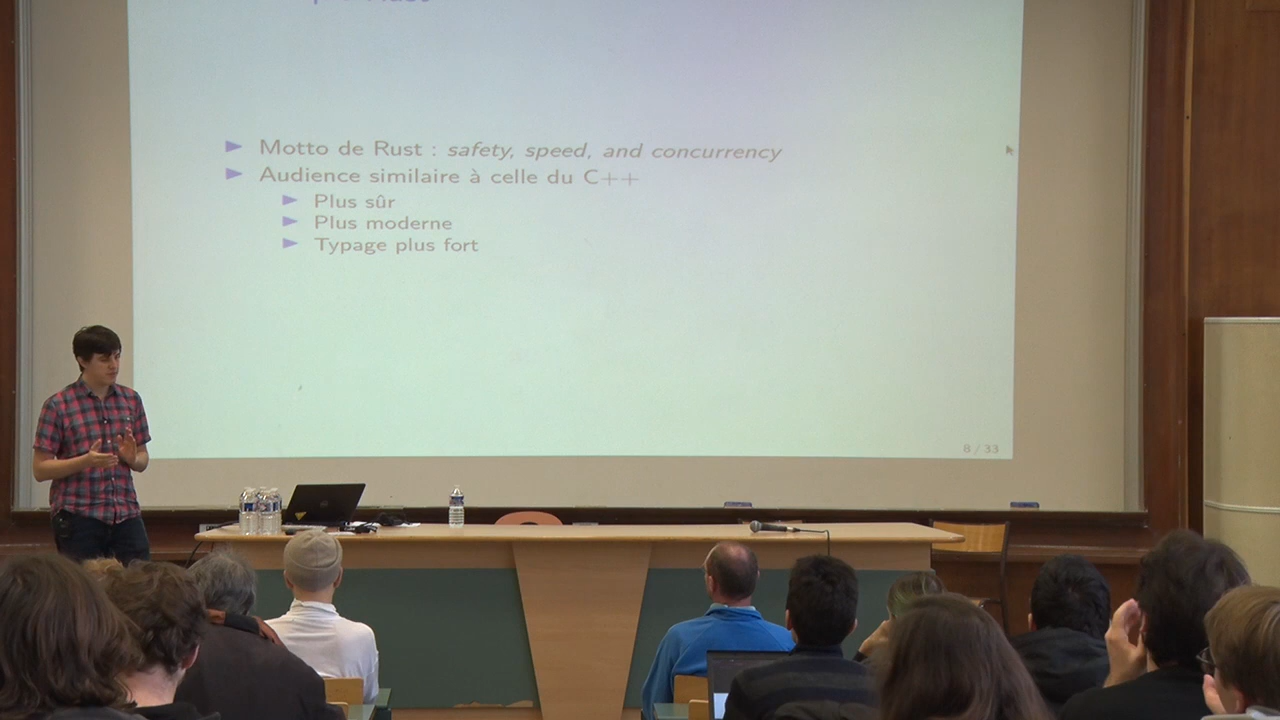 Motto de Rust : safety, speed, and concurrency
Audience similaire à celle du C++
Plus sûr
Plus moderne
Typage plus fort
8 / 33